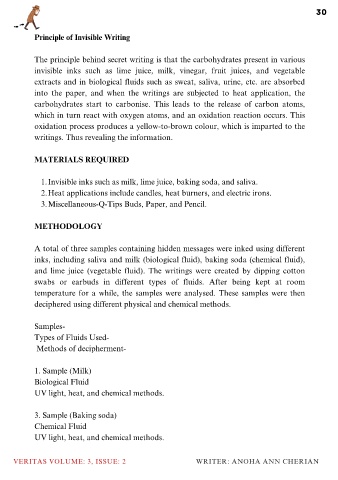 30
Principle of Invisible Writing
The principle behind secret writing is that the carbohydrates present in various
invisible inks such as lime juice, milk, vinegar, fruit juices, and vegetable
extracts and in biological fluids such as sweat, saliva, urine, etc. are absorbed
into the paper, and when the writings are subjected to heat application, the
carbohydrates start to carbonise. This leads to the release of carbon atoms,
which in turn react with oxygen atoms, and an oxidation reaction occurs. This
oxidation process produces a yellow-to-brown colour, which is imparted to the
writings. Thus revealing the information.
MATERIALS REQUIRED
1. Invisible inks such as milk, lime juice, baking soda, and saliva.
2. Heat applications include candles, heat burners, and electric irons.
3. Miscellaneous-Q-Tips Buds, Paper, and Pencil.
METHODOLOGY
A total of three samples containing hidden messages were inked using different
inks, including saliva and milk (biological fluid), baking soda (chemical fluid),
and lime juice (vegetable fluid). The writings were created by dipping cotton
swabs or earbuds in different types of fluids. After being kept at room
temperature for a while, the samples were analysed. These samples were then
deciphered using different physical and chemical methods.
Samples-
Types of Fluids Used-
Methods of decipherment-
1. Sample (Milk)
Biological Fluid
UV light, heat, and chemical methods.
3. Sample (Baking soda)
Chemical Fluid
UV light, heat, and chemical methods.
VERITAS VOLUME: 3, ISSUE: 2 WRITER: ANOHA ANN CHERIAN